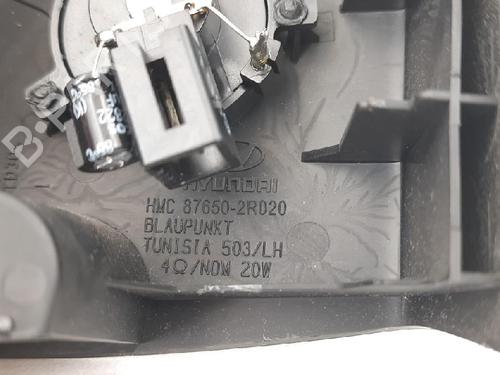 HYUNDAI
HMC 87650-2R020
BLAUPUNKT
TUNISIA 503/LH
4Ω/NOM 20W